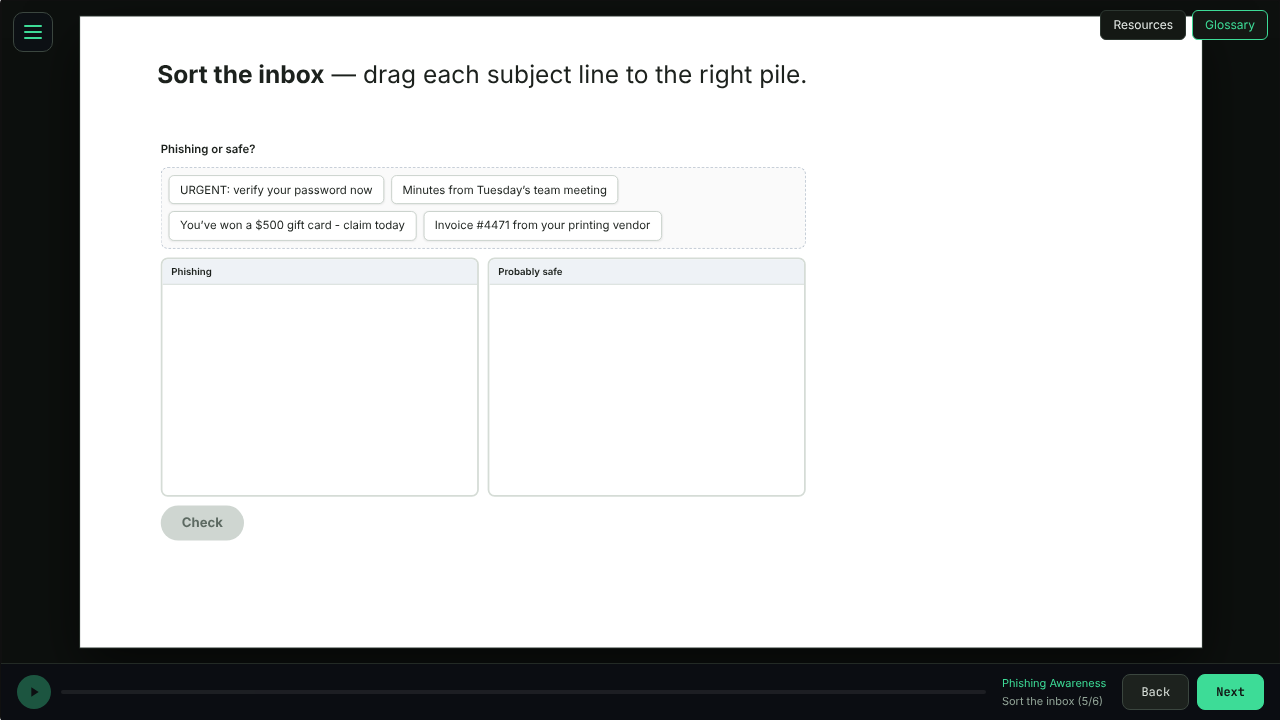 Resources
Glossary
Sort the inbox — drag each subject line to the right pile.
Phishing or safe?
URGENT: verify your password now
Minutes from Tuesday’s team meeting
You’ve won a $500 gift card - claim today
Invoice #4471 from your printing vendor
Phishing
Probably safe
Check
Phishing Awareness
Sort the inbox (5/6)
Back
Next